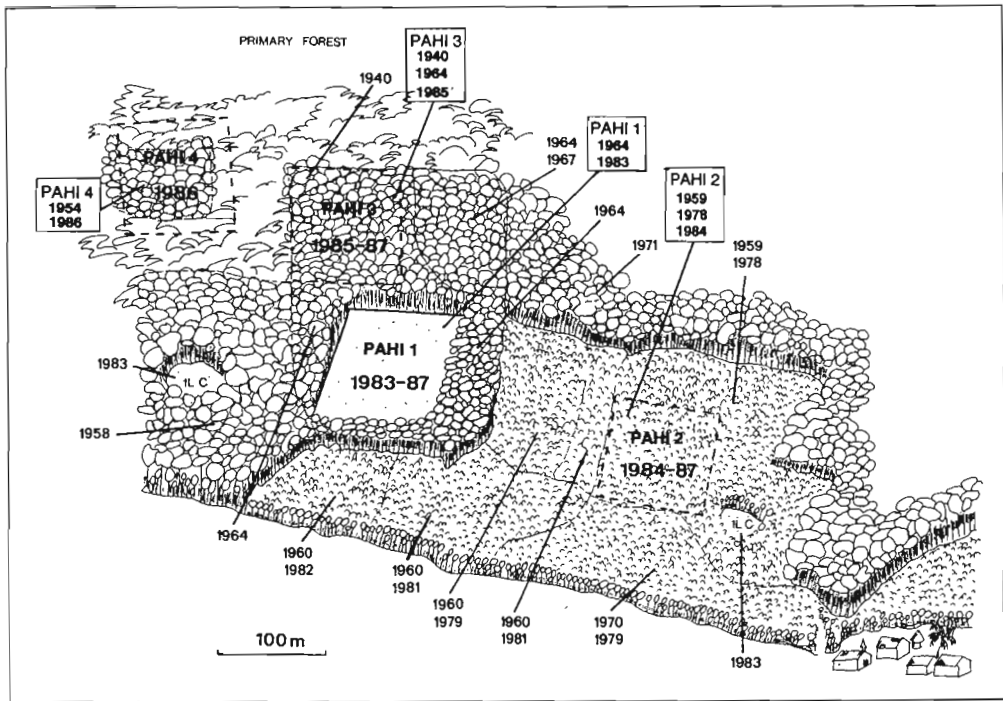 PRIMARY FOREST
PAHI 3
1940
1964
1985
1940
PAHI 1
1964
1983
1964
1967
PAHI 4
1986
PAHI 4
1954
1986
PAHI 2
1959
1978
1984
PAHI 3
1985-87
1964
1971
1959
1978
PAHI 1
1983-87
1983
1L C
1958
PAHI 2
1984-87
1L C
1964
1960
1982
1960
1981
1960
1979
1960
1981
1970
1979
1983
100 m